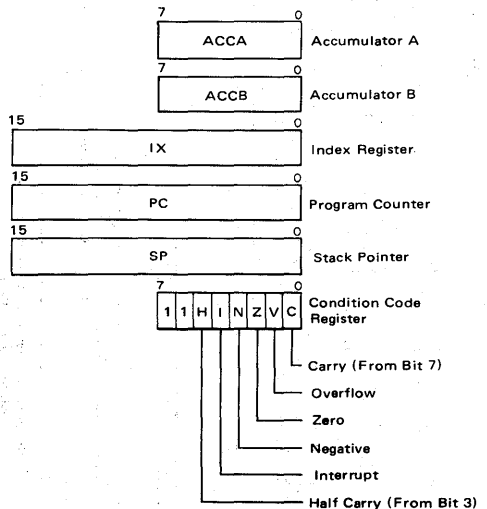 7 0
ACCA Accumulator A
7 0
ACCB Accumulator B
15 0
IX Index Register
15 0
PC Program Counter
15 0
SP Stack Pointer
7 0
1 1 H I N Z V C Condition Code
Register
Carry (From Bit 7)
Overflow
Zero
Negative
Interrupt
Half Carry (From Bit 3)